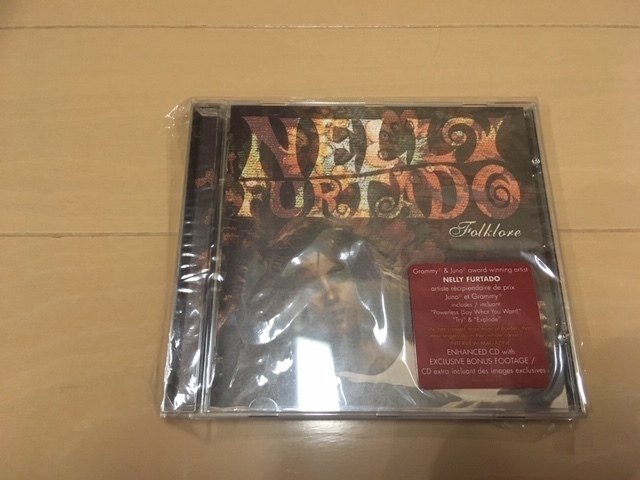 NELLY
FURTADO
Folklore
Grammy® & Juno® award winning artist
NELLY FURTADO
artiste récipiendaire de prix
Juno® et Grammy®
includes / incluant
"Powerless (Say What You Want)"
"Try" & "Explode"
INTERVIEW MAGAZINE
ENHANCED CD with
EXCLUSIVE BONUS FOOTAGE /
CD extra incluant des images exclusives